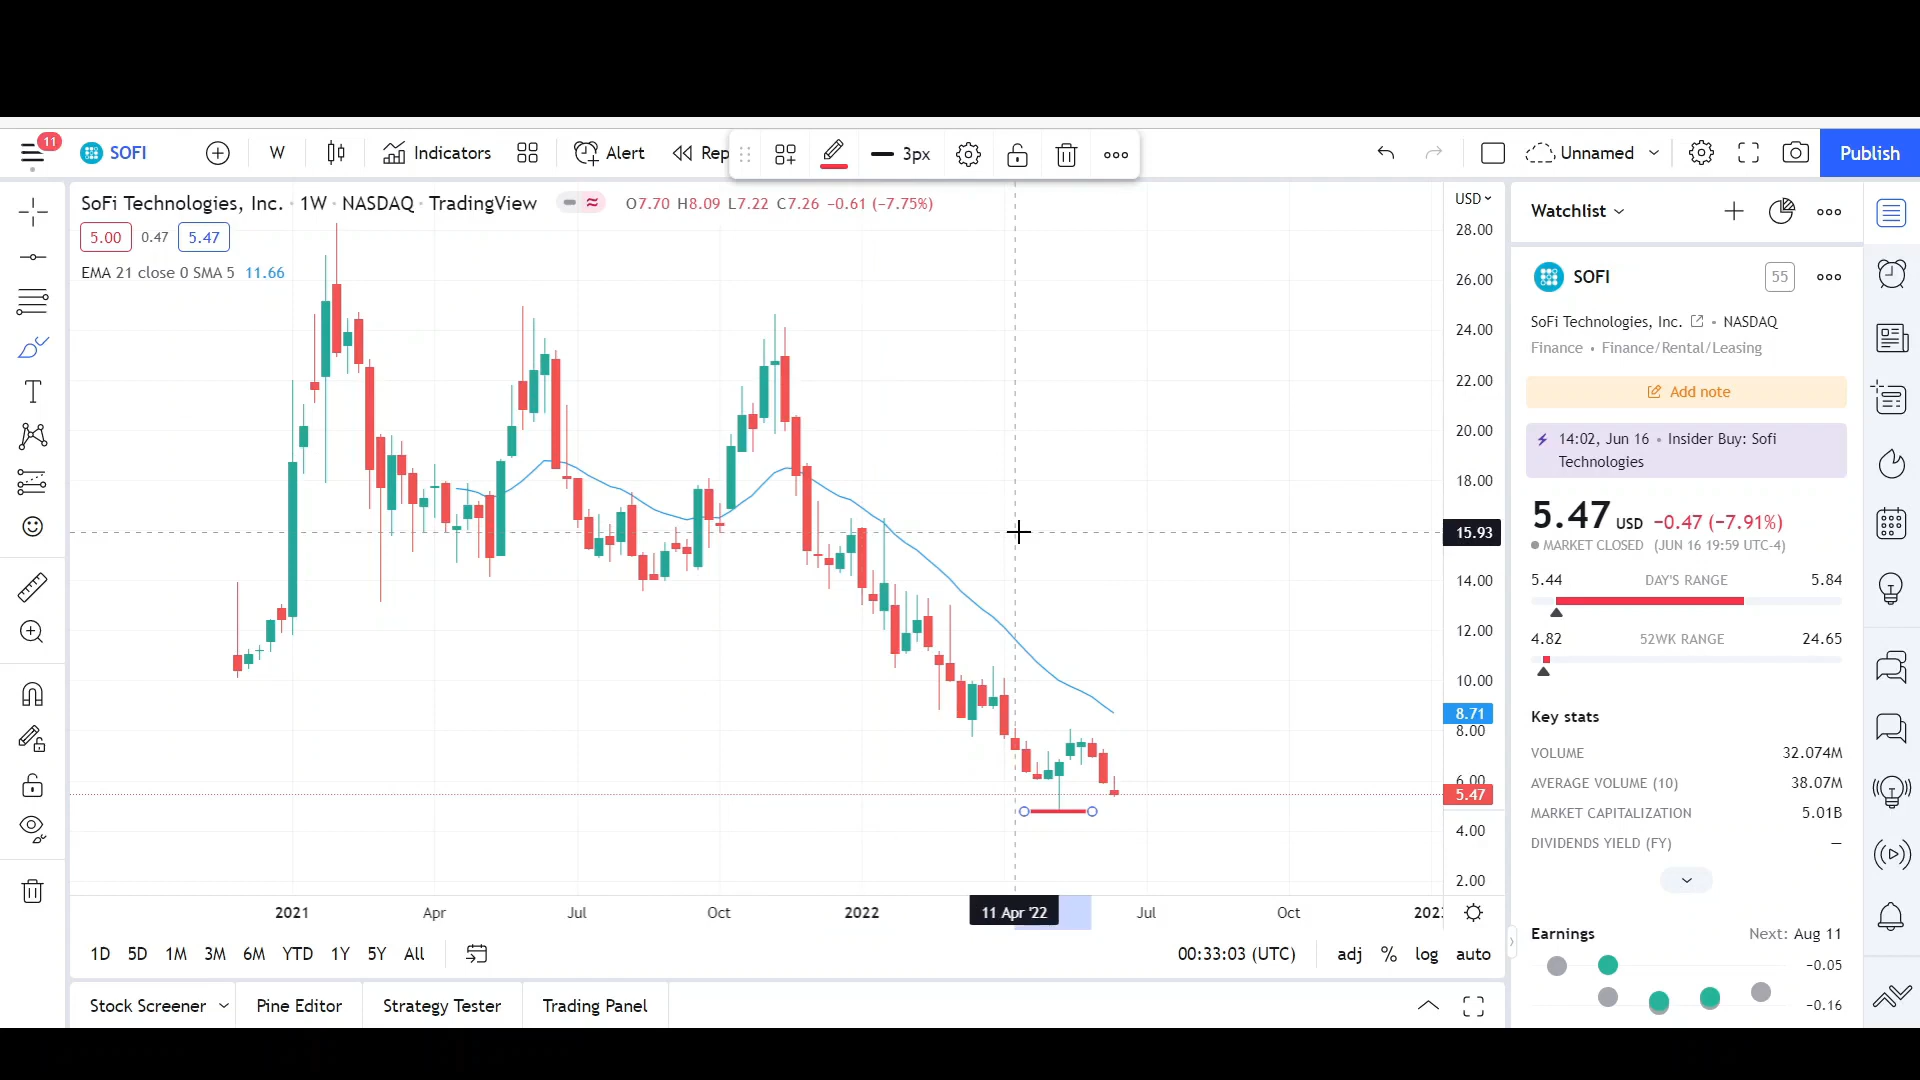 11
SOFI
W
Indicators
Alert
Rep
3px
Unnamed
Publish
SoFi Technologies, Inc. · 1W · NASDAQ · TradingView
O7.70 H8.09 L7.22 C7.26 −0.61 (−7.75%)
5.00 0.47 5.47
EMA 21 close 0 SMA 5 11.66
USD
28.00
26.00
24.00
22.00
20.00
18.00
15.93
14.00
12.00
10.00
8.71
8.00
6.00
5.47
4.00
2.00
2021 Apr Jul Oct 2022 11 Apr '22 Jul Oct
1D 5D 1M 3M 6M YTD 1Y 5Y All
00:33:03 (UTC) adj % log auto
Stock Screener Pine Editor Strategy Tester Trading Panel
Watchlist
SOFI
55
SoFi Technologies, Inc. • NASDAQ
Finance • Finance/Rental/Leasing
Add note
14:02, Jun 16 • Insider Buy: Sofi
Technologies
5.47 USD −0.47 (−7.91%)
MARKET CLOSED (JUN 16 19:59 UTC-4)
5.44 DAY'S RANGE 5.84
4.82 52WK RANGE 24.65
Key stats
VOLUME 32.074M
AVERAGE VOLUME (10) 38.07M
MARKET CAPITALIZATION 5.01B
DIVIDENDS YIELD (FY) —
Earnings Next: Aug 11
−0.05
−0.16